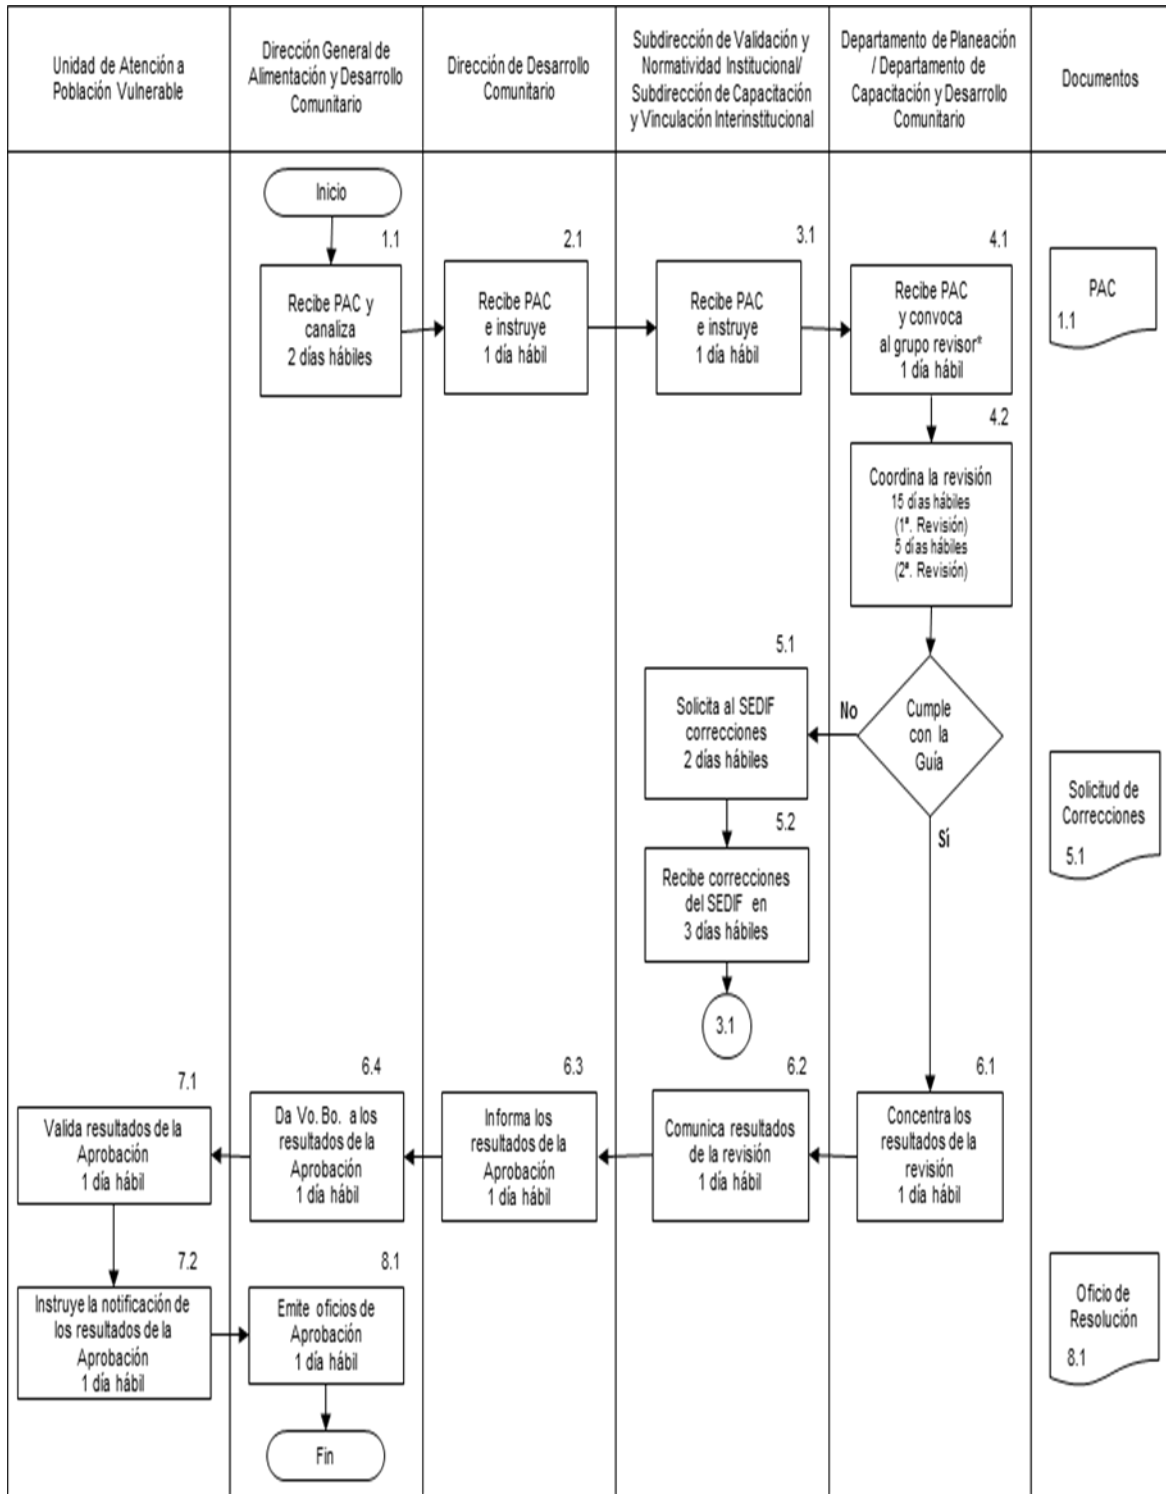 Unidad de Atención a
Población Vulnerable
Dirección General de
Alimentación y Desarrollo
Comunitario
Dirección de Desarrollo
Comunitario
Subdirección de Validación y
Normatividad Institucional/
Subdirección de Capacitación
y Vinculación Interinstitucional
Departamento de Planeación
/ Departamento de
Capacitación y Desarrollo
Comunitario
Documentos
Inicio
1.1
Recibe PAC y
canaliza
2 días hábiles
2.1
Recibe PAC
e instruye
1 día hábil
3.1
Recibe PAC
e instruye
1 día hábil
4.1
Recibe PAC
y convoca
al grupo revisor*
1 día hábil
PAC
1.1
4.2
Coordina la revisión
15 días hábiles
(1ª. Revisión)
5 días hábiles
(2ª. Revisión)
5.1
Solicita al SEDIF
correcciones
2 días hábiles
No
Cumple
con la
Guía
Sí
Solicitud de
Correcciones
5.1
5.2
Recibe correcciones
del SEDIF en
3 días hábiles
3.1
7.1
Valida resultados de la
Aprobación
1 día hábil
6.4
Da Vo. Bo. a los
resultados de la
Aprobación
1 día hábil
6.3
Informa los
resultados de la
Aprobación
1 día hábil
6.2
Comunica resultados
de la revisión
1 día hábil
6.1
Concentra los
resultados de la
revisión
1 día hábil
7.2
Instruye la notificación de
los resultados de la
Aprobación
1 día hábil
8.1
Emite oficios de
Aprobación
1 día hábil
Oficio de
Resolución
8.1
Fin